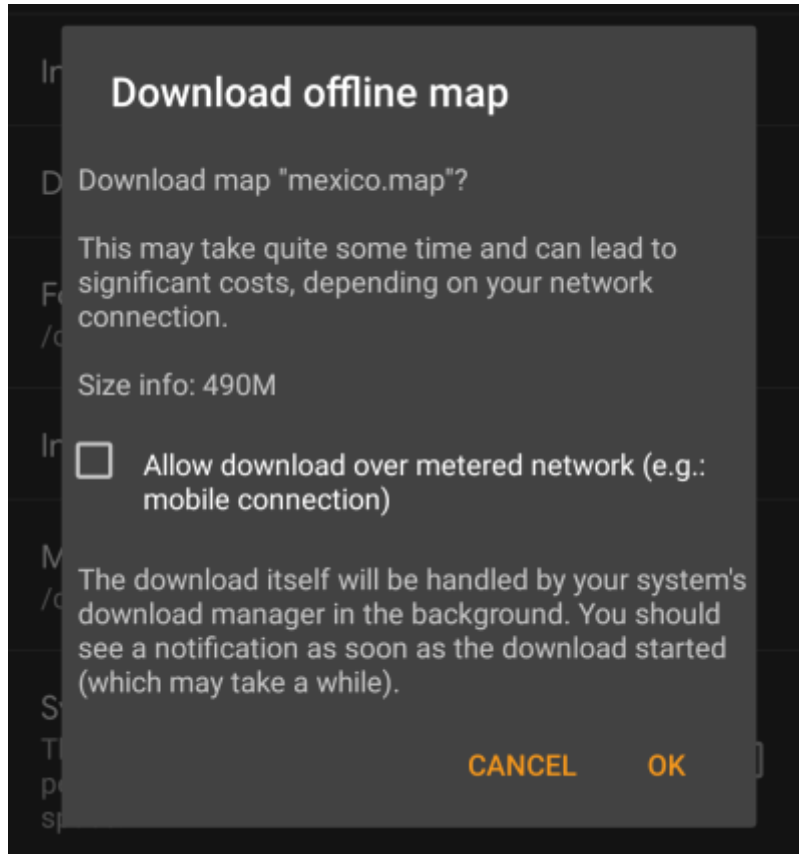 Download offline map
Download map "mexico.map"?
This may take quite some time and can lead to
significant costs, depending on your network
connection.
Size info: 490M
Allow download over metered network (e.g.:
mobile connection)
The download itself will be handled by your system's
download manager in the background. You should
see a notification as soon as the download started
(which may take a while).
CANCEL OK